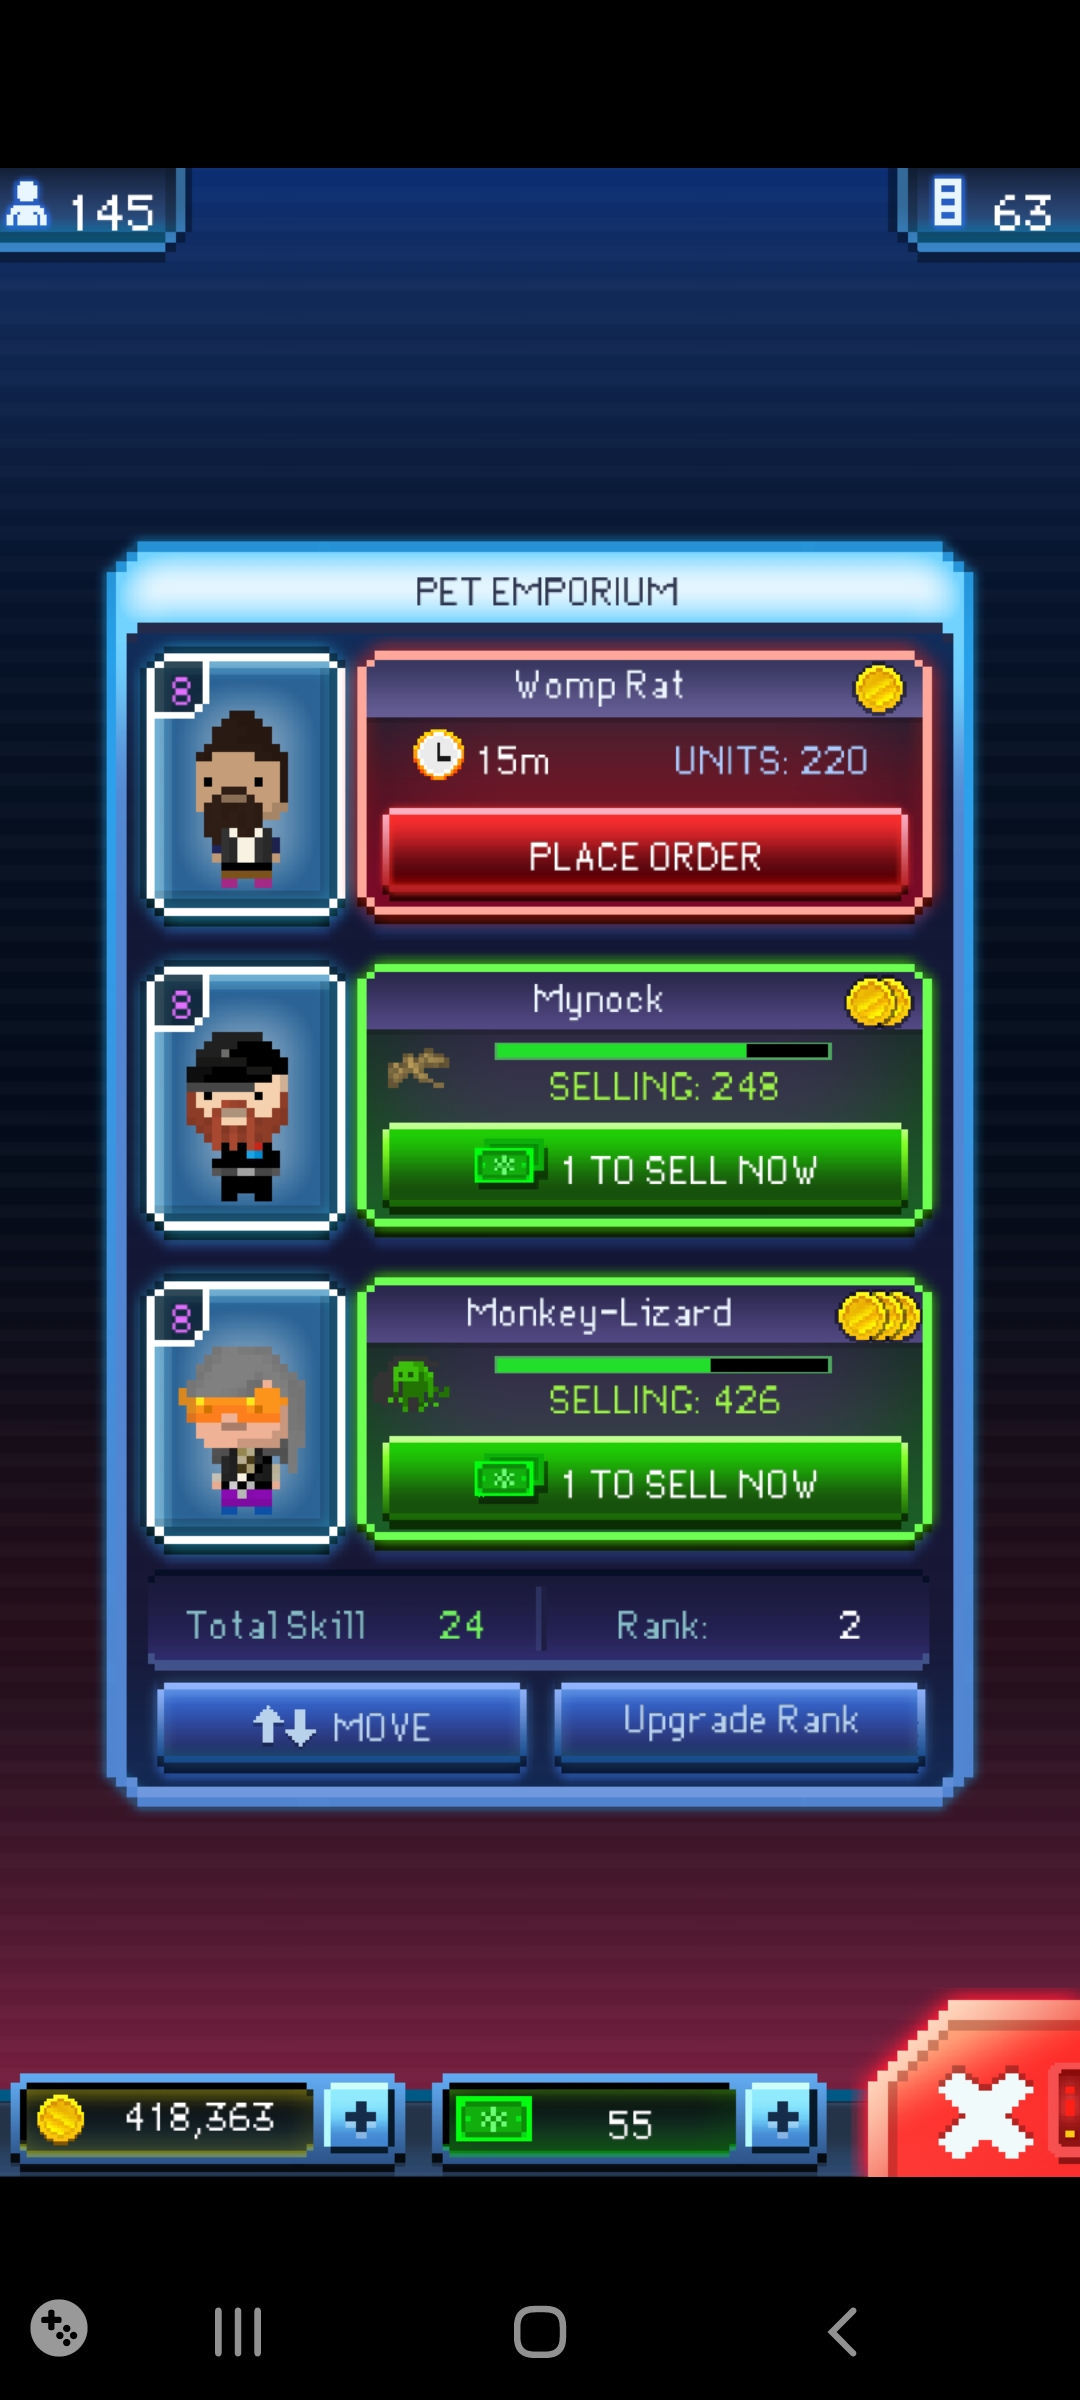 145
63
PET EMPORIUM
8
Womp Rat
15m
UNITS: 220
PLACE ORDER
8
Mynock
SELLING: 248
1 TO SELL NOW
8
Monkey-Lizard
SELLING: 426
1 TO SELL NOW
Total Skill 24
Rank: 2
MOVE
Upgrade Rank
418,363
55